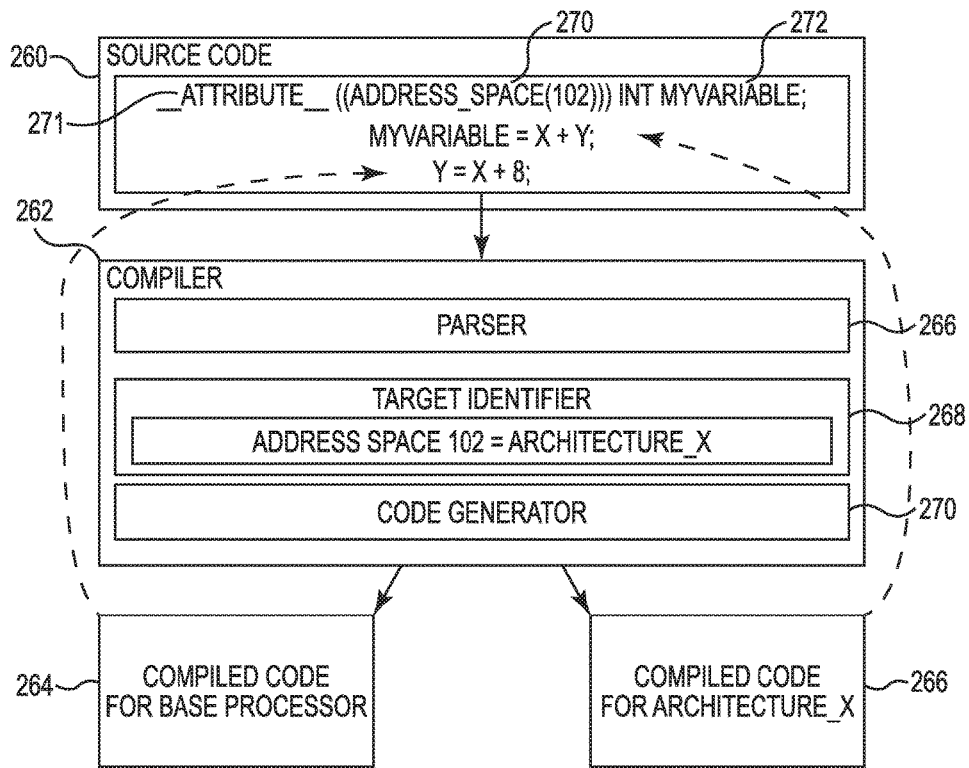 270
272
260
SOURCE CODE
__ATTRIBUTE__ ((ADDRESS_SPACE(102))) INT MYVARIABLE;
271
MYVARIABLE = X + Y;
Y = X + 8;
262
COMPILER
PARSER
266
TARGET IDENTIFIER
268
ADDRESS SPACE 102 = ARCHITECTURE_X
CODE GENERATOR
270
264
COMPILED CODE
FOR BASE PROCESSOR
COMPILED CODE
FOR ARCHITECTURE_X
266